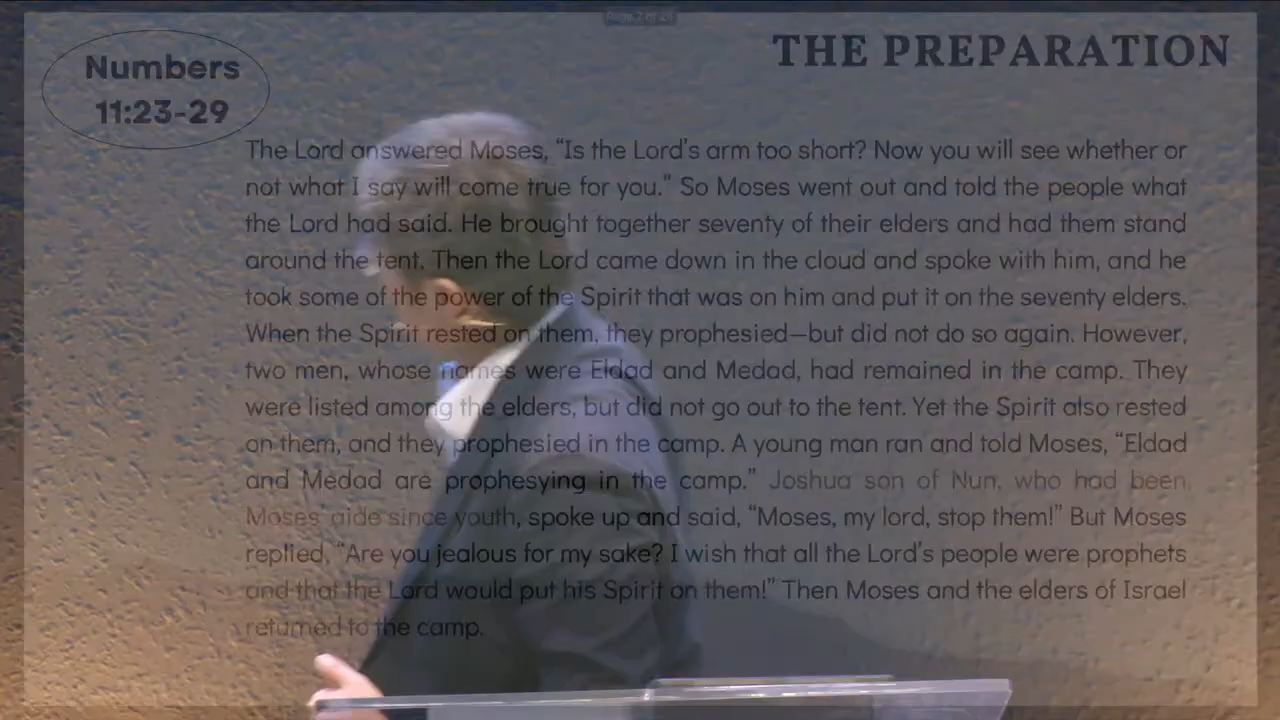 Page 2 of 28
THE PREPARATION
Numbers
11:23-29
The Lord answered Moses, “Is the Lord’s arm too short? Now you will see whether or
not what I say will come true for you.” So Moses went out and told the people what
the Lord had said. He brought together seventy of their elders and had them stand
around the tent. Then the Lord came down in the cloud and spoke with him, and he
took some of the power of the Spirit that was on him and put it on the seventy elders.
When the Spirit rested on them, they prophesied—but did not do so again. However,
two men, whose names were Eldad and Medad, had remained in the camp. They
were listed among the elders, but did not go out to the tent. Yet the Spirit also rested
on them, and they prophesied in the camp. A young man ran and told Moses, “Eldad
and Medad are prophesying in the camp.” Joshua son of Nun, who had been
Moses’ aide since youth, spoke up and said, “Moses, my lord, stop them!” But Moses
replied, “Are you jealous for my sake? I wish that all the Lord’s people were prophets
and that the Lord would put his Spirit on them!” Then Moses and the elders of Israel
returned to the camp.